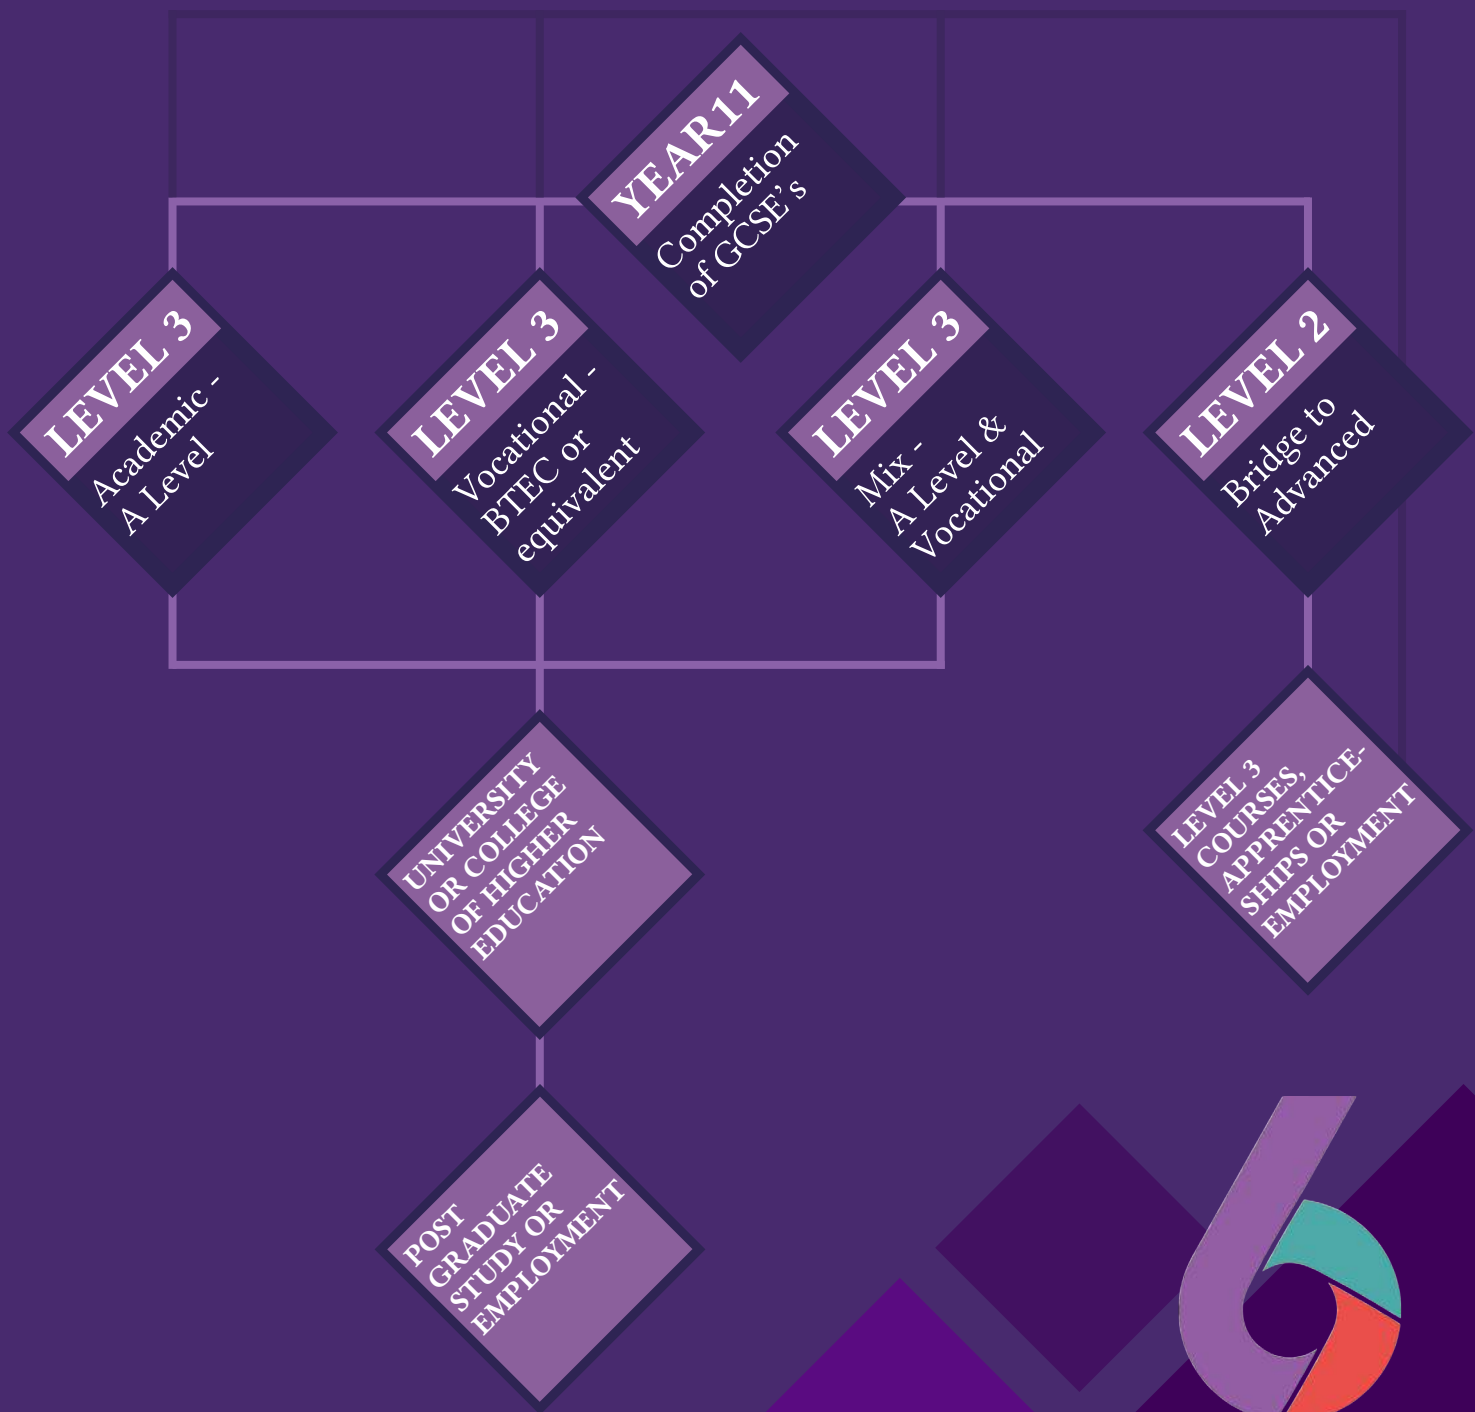 YEAR11
Completion
of GCSE’s
LEVEL 3
Academic -
A Level
LEVEL 3
Vocational -
BTEC or
equivalent
LEVEL 3
Mix -
A Level &
Vocational
LEVEL 2
Bridge to
Advanced
UNIVERSITY
OR COLLEGE
OF HIGHER
EDUCATION
LEVEL 3
COURSES,
APPRENTICE-
SHIPS OR
EMPLOYMENT
POST
GRADUATE
STUDY OR
EMPLOYMENT
6